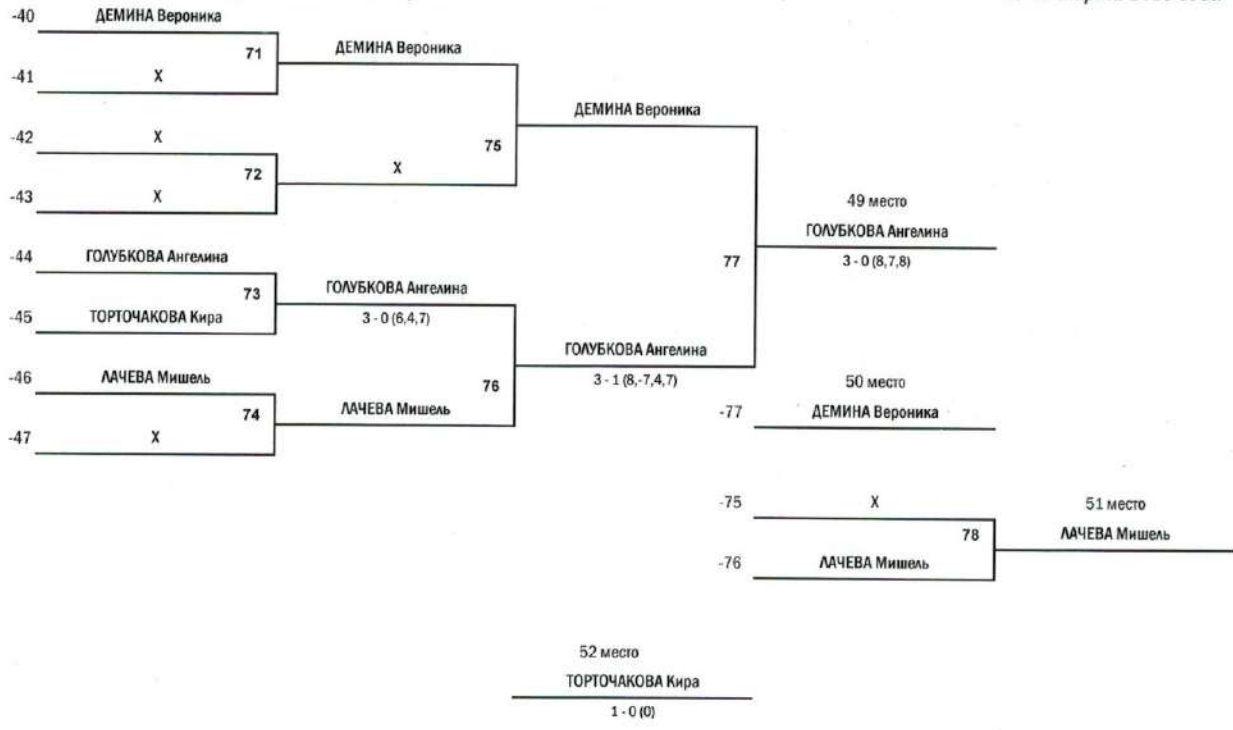 -40 ДЕМИНА Вероника
71 ДЕМИНА Вероника
-41 X
ДЕМИНА Вероника
-42 X
75
72 X
-43 X
49 место
-44 ГОЛУБКОВА Ангелина
ГОЛУБКОВА Ангелина
77 3 - 0 (8,7,8)
73 ГОЛУБКОВА Ангелина
-45 ТОРТОЧАКОВА Кира
3 - 0 (6,4,7)
ГОЛУБКОВА Ангелина
-46 ЛАЧЕВА Мишель
3 - 1 (8,-7,4,7)
76
50 место
74 ЛАЧЕВА Мишель
-77 ДЕМИНА Вероника
-47 X
-75 X
51 место
78 ЛАЧЕВА Мишель
-76 ЛАЧЕВА Мишель
52 место
ТОРТОЧАКОВА Кира
1 - 0 (0)